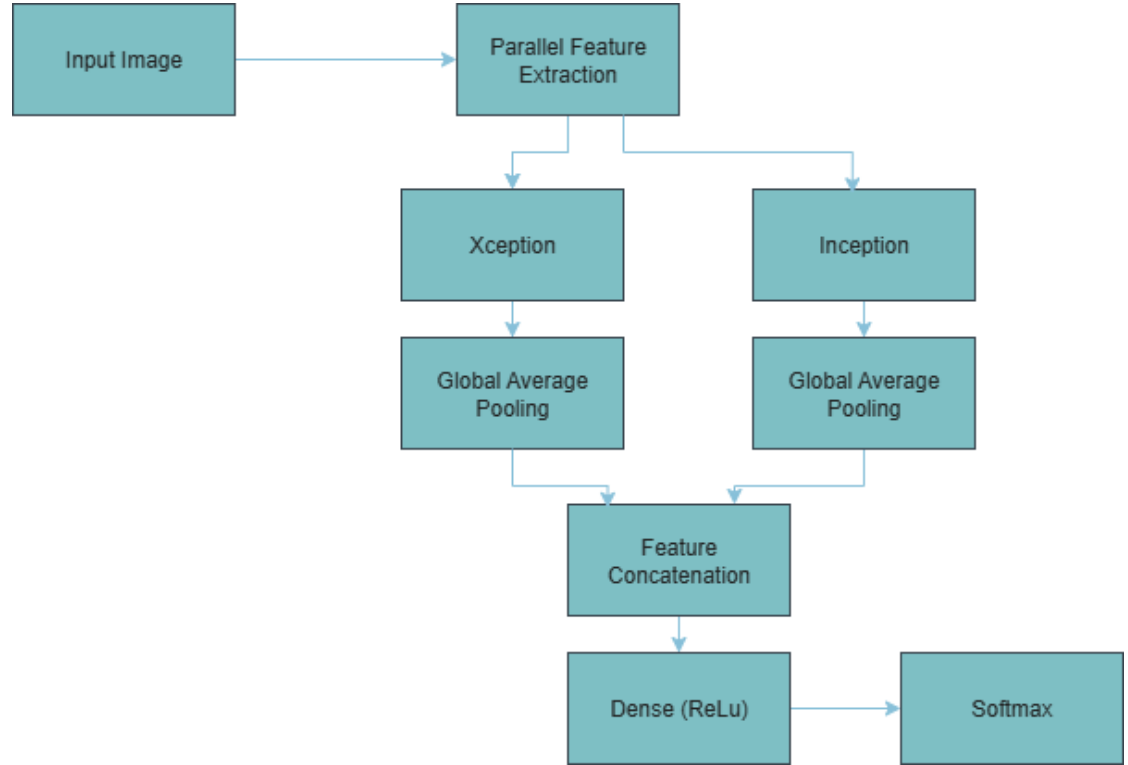 Input Image
Parallel Feature
Extraction
Xception
Inception
Global Average
Pooling
Global Average
Pooling
Feature
Concatenation
Dense (ReLu)
Softmax